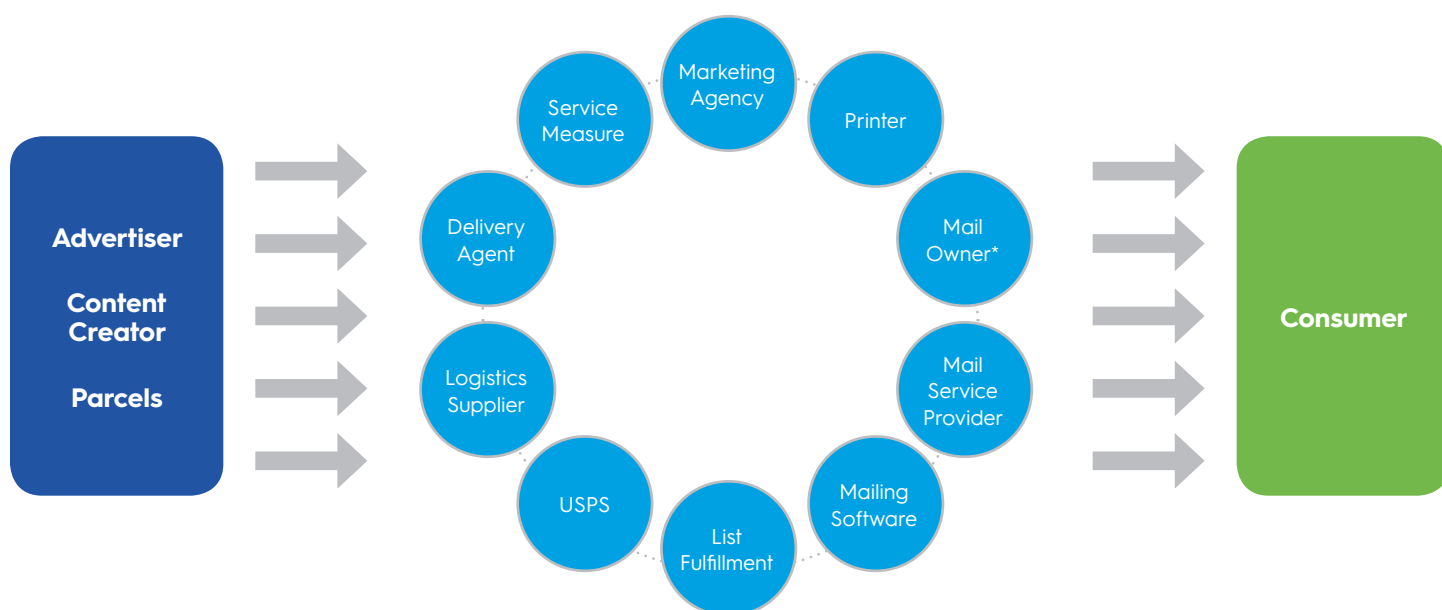 Advertiser
Content
Creator
Parcels
Marketing
Agency
Printer
Mail
Owner*
Mail
Service
Provider
Mailing
Software
List
Fulfillment
USPS
Logistics
Supplier
Delivery
Agent
Service
Measure
Consumer